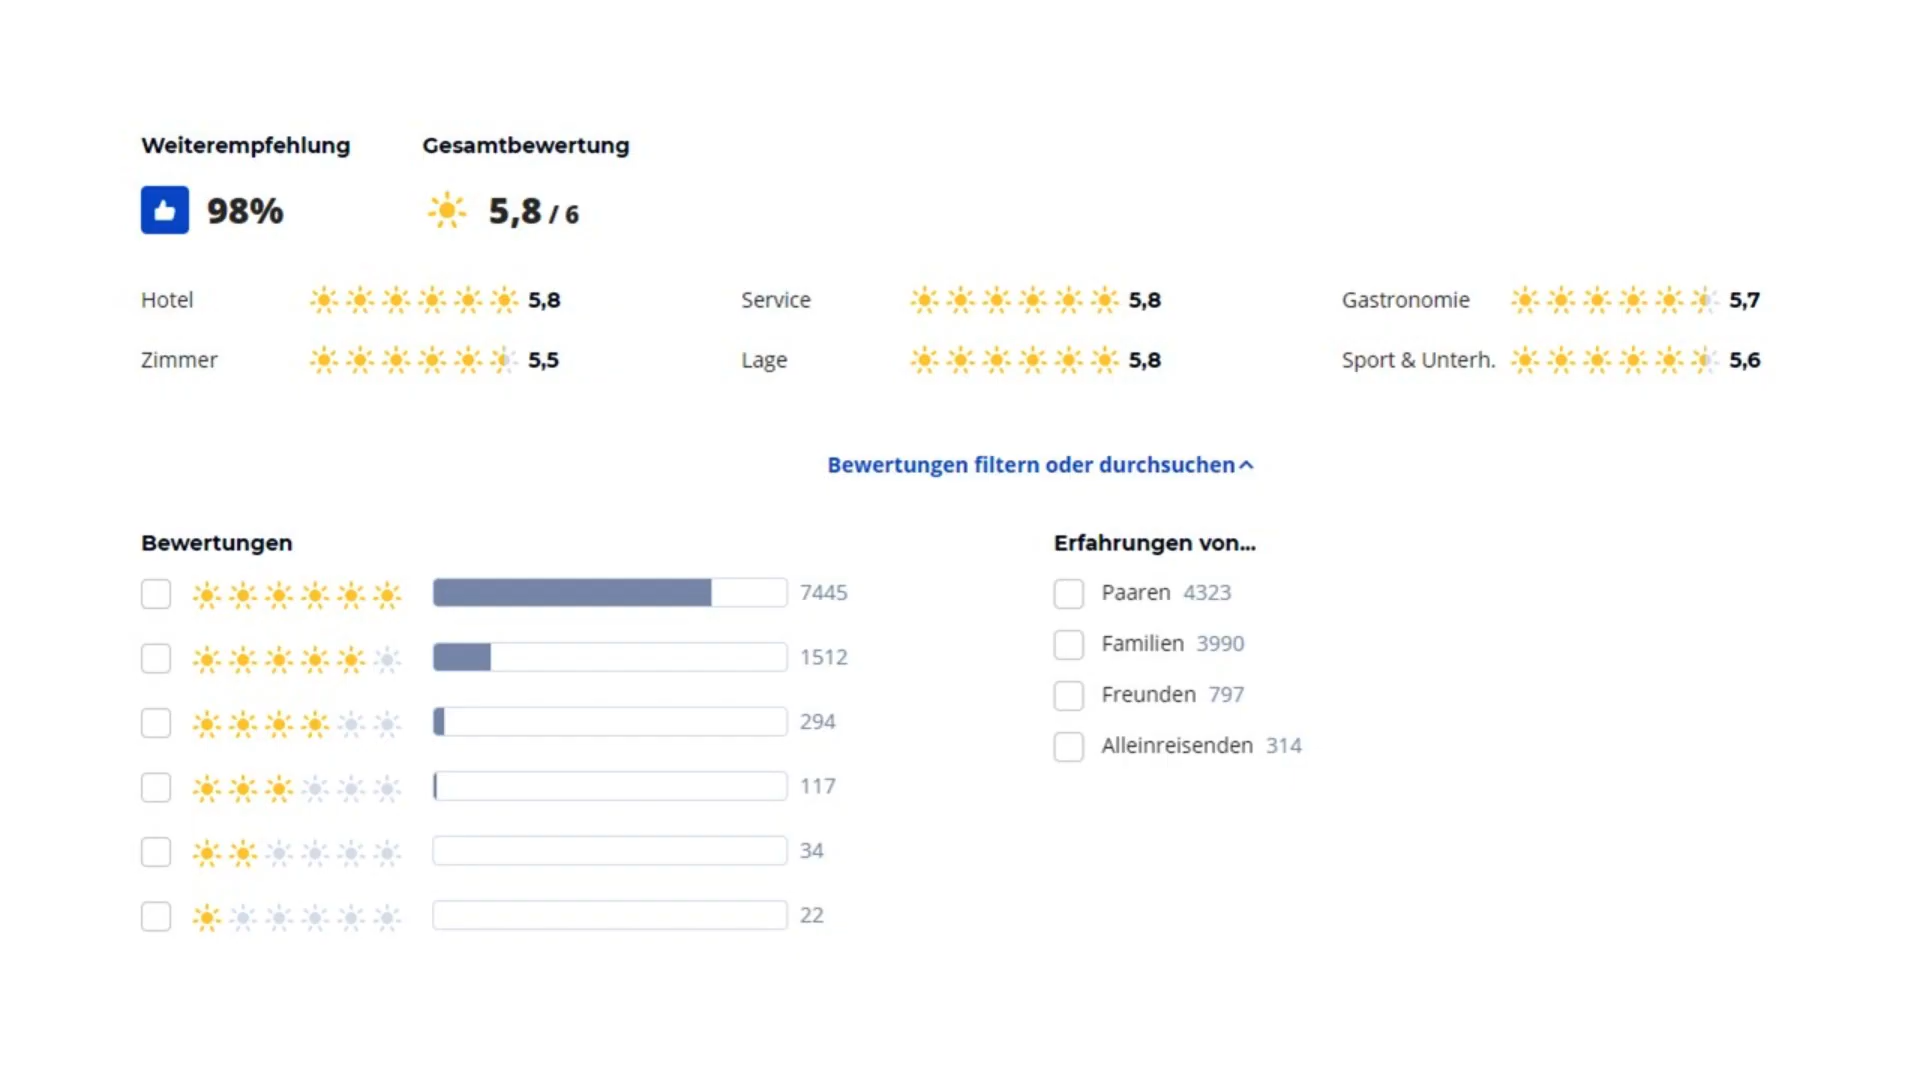 Weiterempfehlung Gesamtbewertung
98% 5,8 / 6
Hotel 5,8 Service 5,8 Gastronomie 5,7
Zimmer 5,5 Lage 5,8 Sport & Unterh. 5,6
Bewertungen filtern oder durchsuchen
Bewertungen
7445
1512
294
117
34
22
Erfahrungen von...
Paaren 4323
Familien 3990
Freunden 797
Alleinreisenden 314